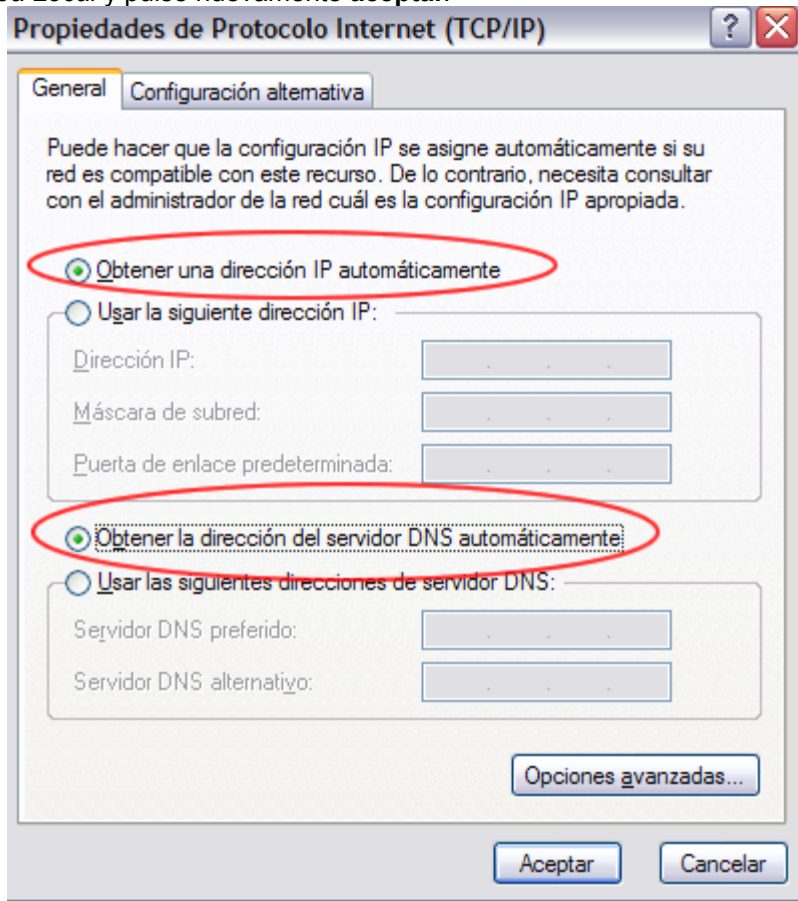 Local y pulse nuevamente aceptar.
Propiedades de Protocolo Internet (TCP/IP)
General Configuración alternativa
Puede hacer que la configuración IP se asigne automáticamente si su
red es compatible con este recurso. De lo contrario, necesita consultar
con el administrador de la red cuál es la configuración IP apropiada.
Obtener una dirección IP automáticamente
Usar la siguiente dirección IP:
Dirección IP:
Máscara de subred:
Puerta de enlace predeterminada:
Obtener la dirección del servidor DNS automáticamente
Usar las siguientes direcciones de servidor DNS:
Servidor DNS preferido:
Servidor DNS alternativo:
Opciones avanzadas...
Aceptar Cancelar